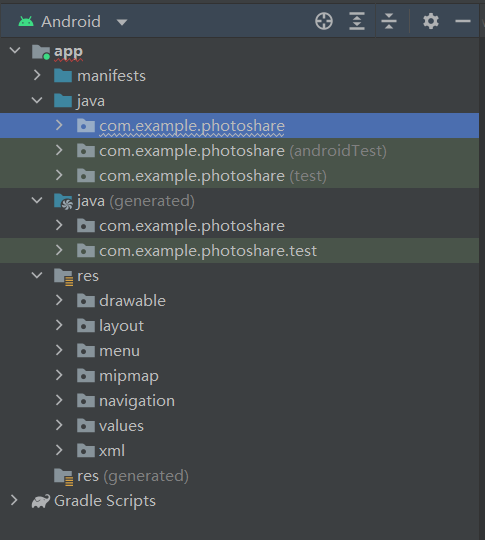 Android
app
manifests
java
com.example.photoshare
com.example.photoshare (androidTest)
com.example.photoshare (test)
java (generated)
com.example.photoshare
com.example.photoshare.test
res
drawable
layout
menu
mipmap
navigation
values
xml
res (generated)
Gradle Scripts